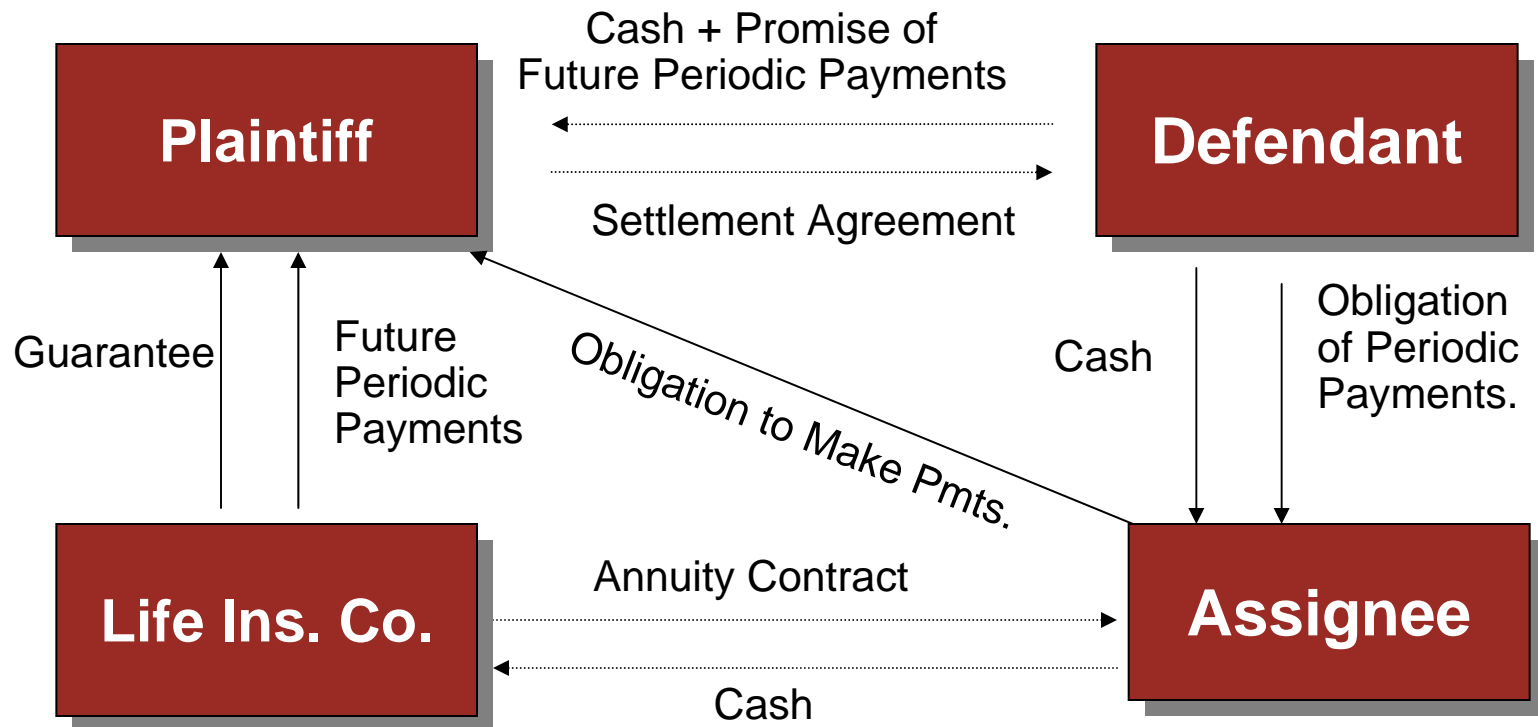 Cash + Promise of
Future Periodic Payments
Plaintiff
Defendant
Settlement Agreement
Guarantee
Future
Periodic
Payments
Obligation to Make Pmts.
Cash
Obligation
of Periodic
Payments.
Life Ins. Co.
Annuity Contract
Assignee
Cash